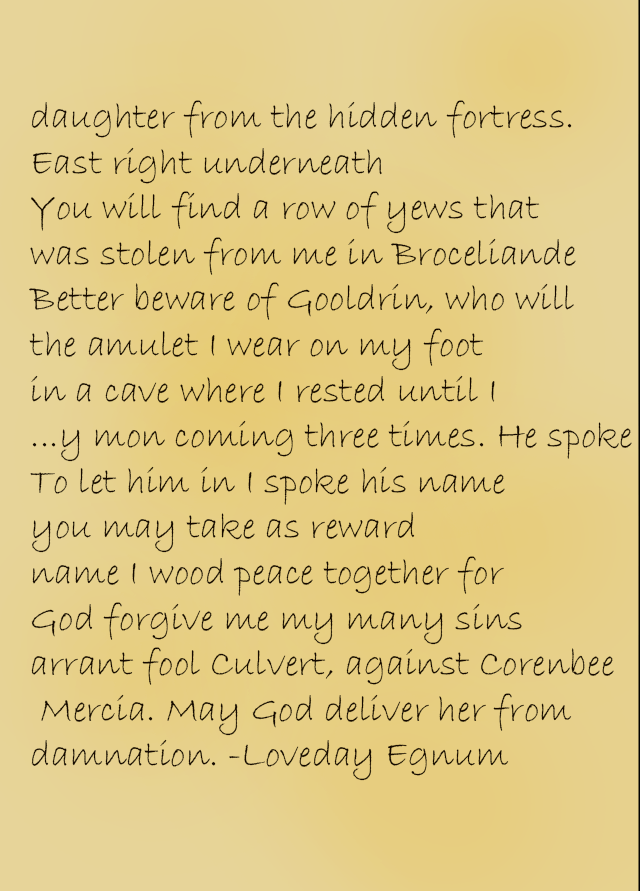 daughter from the hidden fortress.
East right underneath
You will find a row of yews that
was stolen from me in Broceliande
Better beware of Gooldrin, who will
the amulet I wear on my foot
in a cave where I rested until I
...y mon coming three times. He spoke
To let him in I spoke his name
you may take as reward
name I wood peace together for
God forgive me my many sins
arrant fool Culvert, against Corenbee
Mercia. May God deliver her from
damnation. -Loveday Egnum